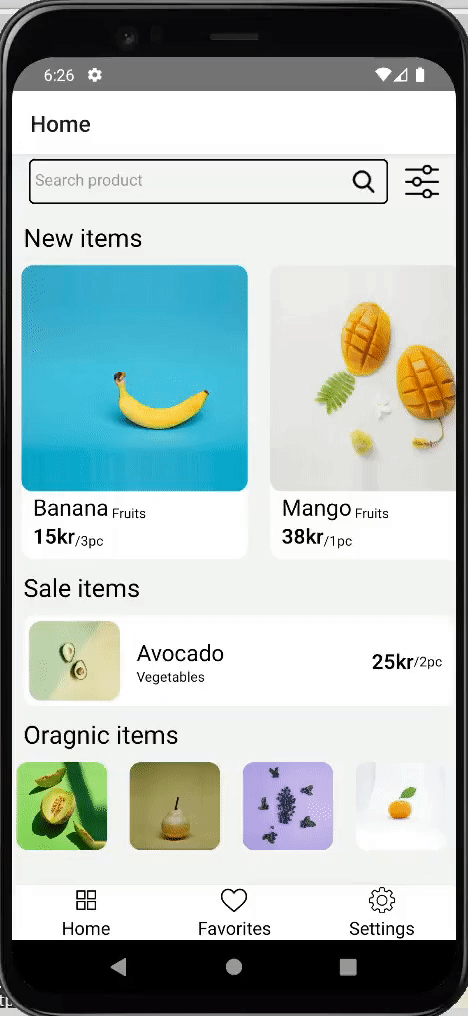 6:26
Home
Search product
New items
Banana Fruits
15kr/3pc
Mango Fruits
38kr/1pc
Sale items
Avocado
Vegetables
25kr/2pc
Oragnic items
Home Favorites Settings